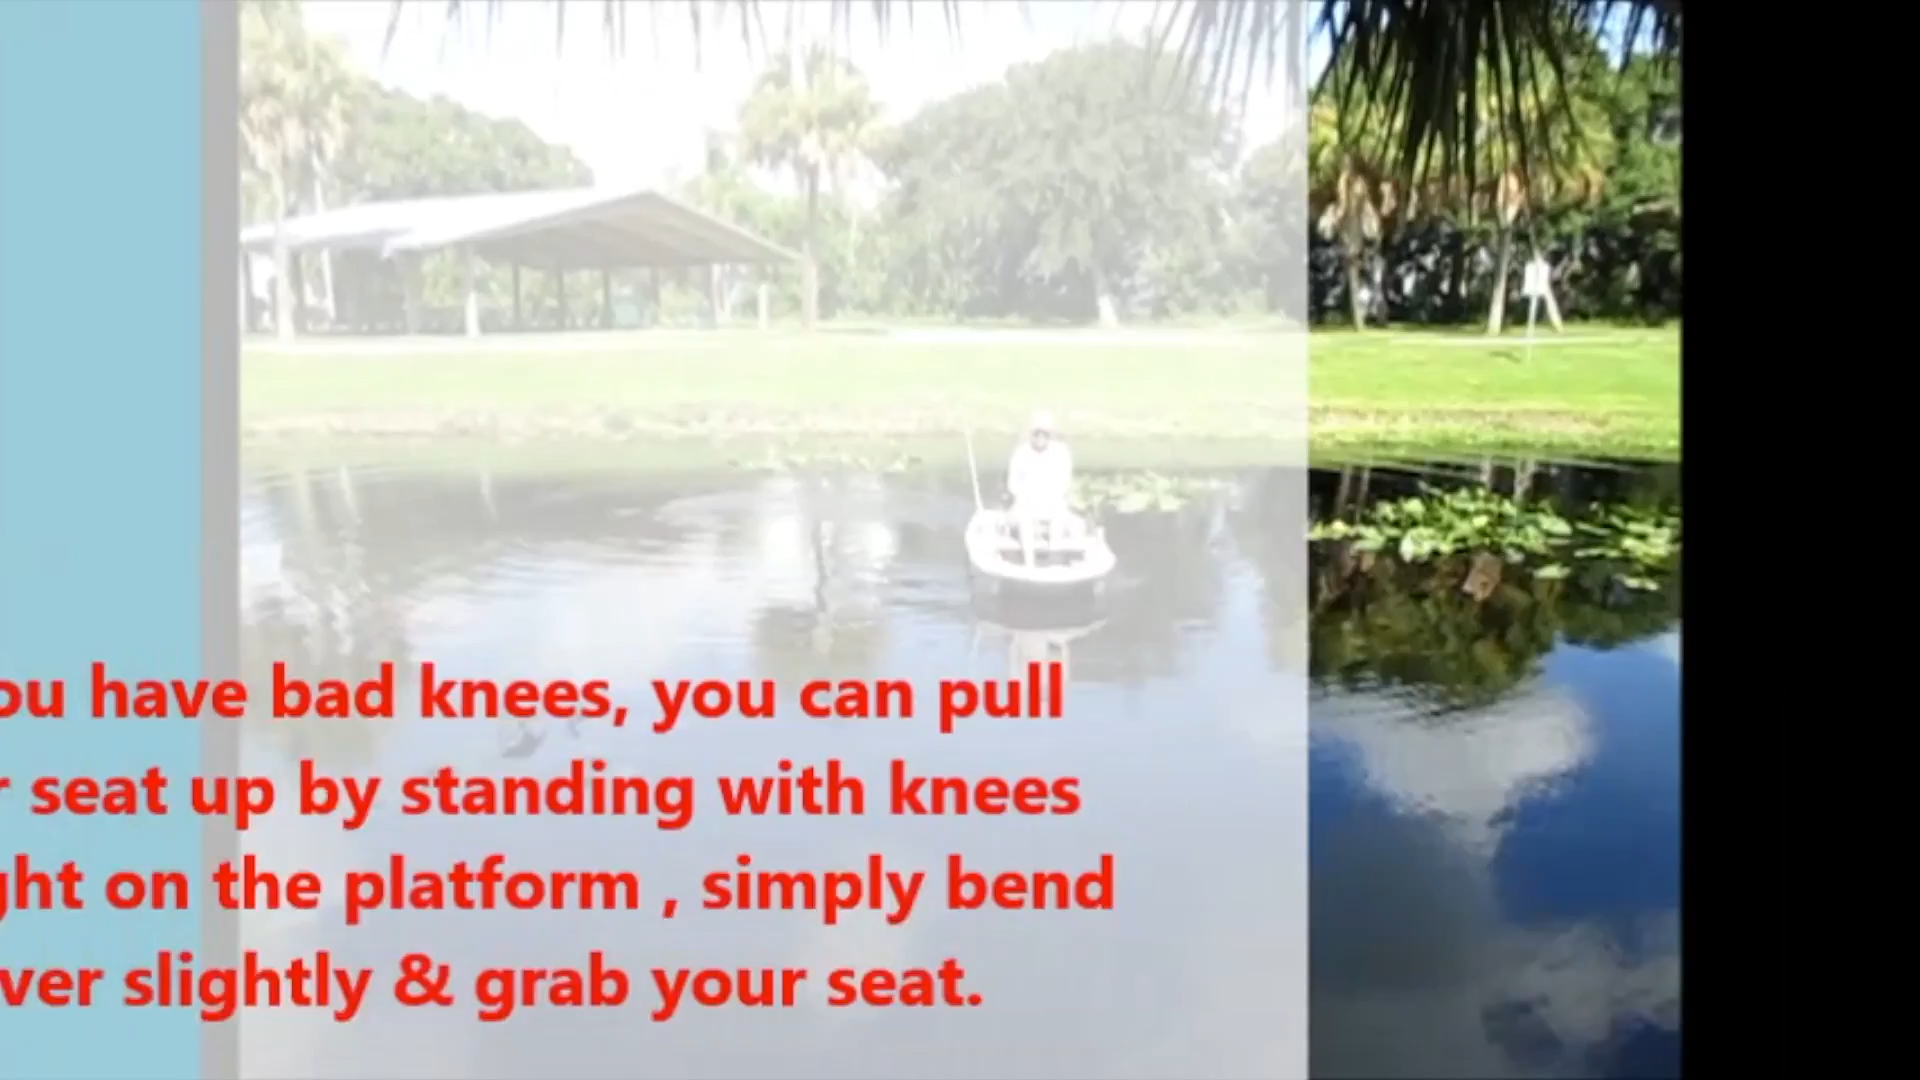 ou have bad knees, you can pull
r seat up by standing with knees
ght on the platform , simply bend
ver slightly & grab your seat.